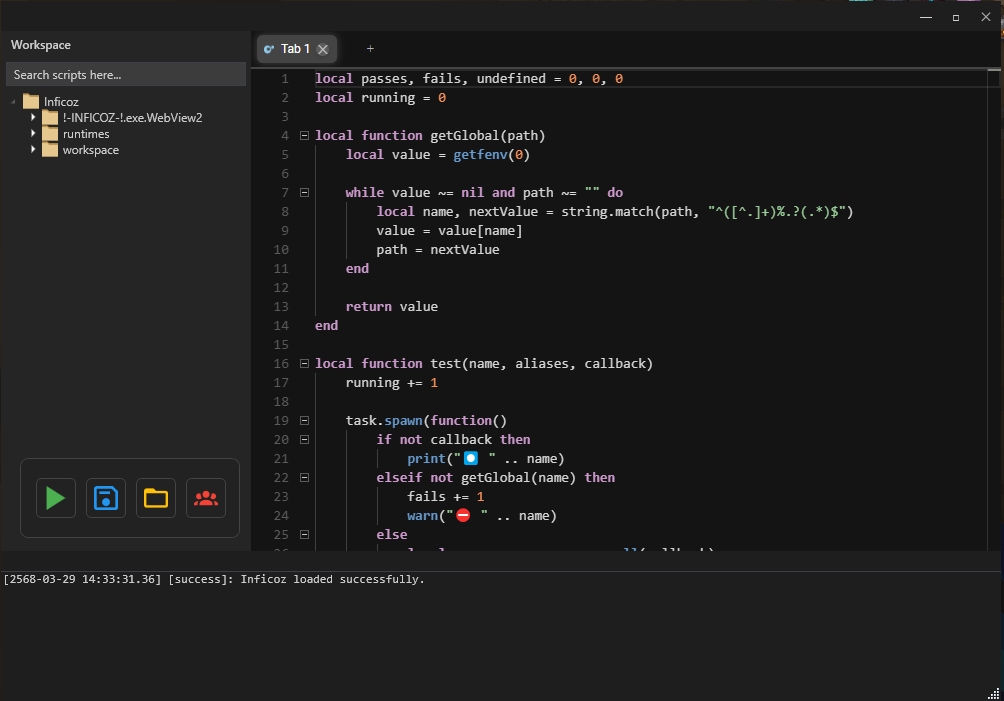 Workspace
Search scripts here...
Inficoz
!-INFICOZ-!.exe.WebView2
runtimes
workspace
Tab 1
+
1 local passes, fails, undefined = 0, 0, 0
2 local running = 0
3
4 local function getGlobal(path)
5 local value = getfenv(0)
6
7 while value ~= nil and path ~= "" do
8 local name, nextValue = string.match(path, "^([^.]+)%.?(.*)$")
9 value = value[name]
10 path = nextValue
11 end
12
13 return value
14 end
15
16 local function test(name, aliases, callback)
17 running += 1
18
19 task.spawn(function()
20 if not callback then
21 print("⏺️ " .. name)
22 elseif not getGlobal(name) then
23 fails += 1
24 warn("⛔ " .. name)
25 else
[2568-03-29 14:33:31.36] [success]: Inficoz loaded successfully.